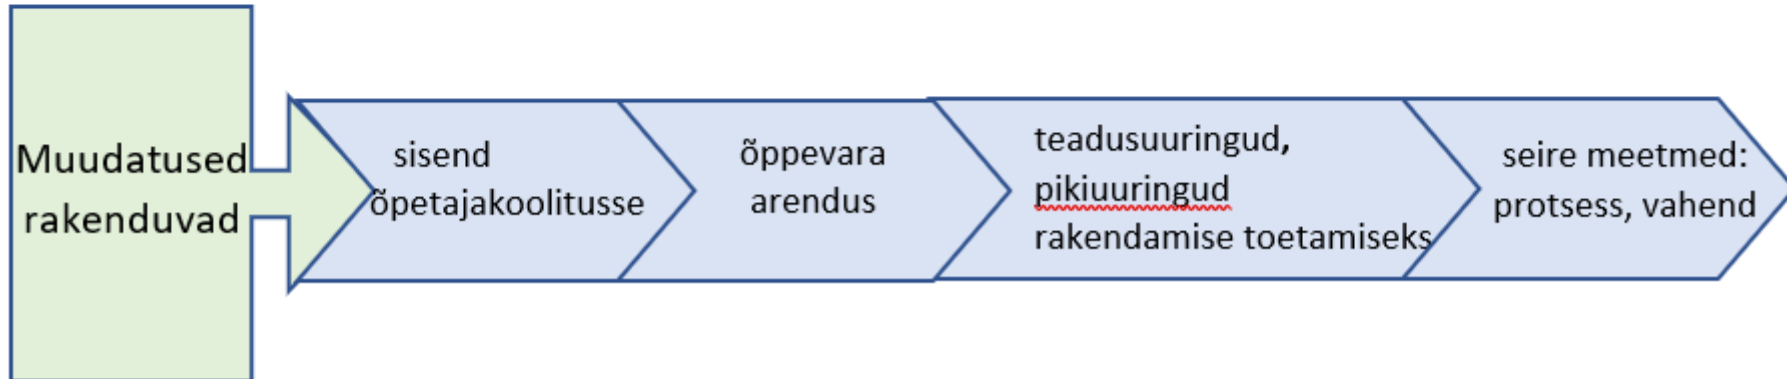 Muudatused
rakenduvad
sisend
õpetajakoolitusse
õppevara
arendus
teadusuuringud,
pikiuuringud
rakendamise toetamiseks
seire meetmed:
protsess, vahend